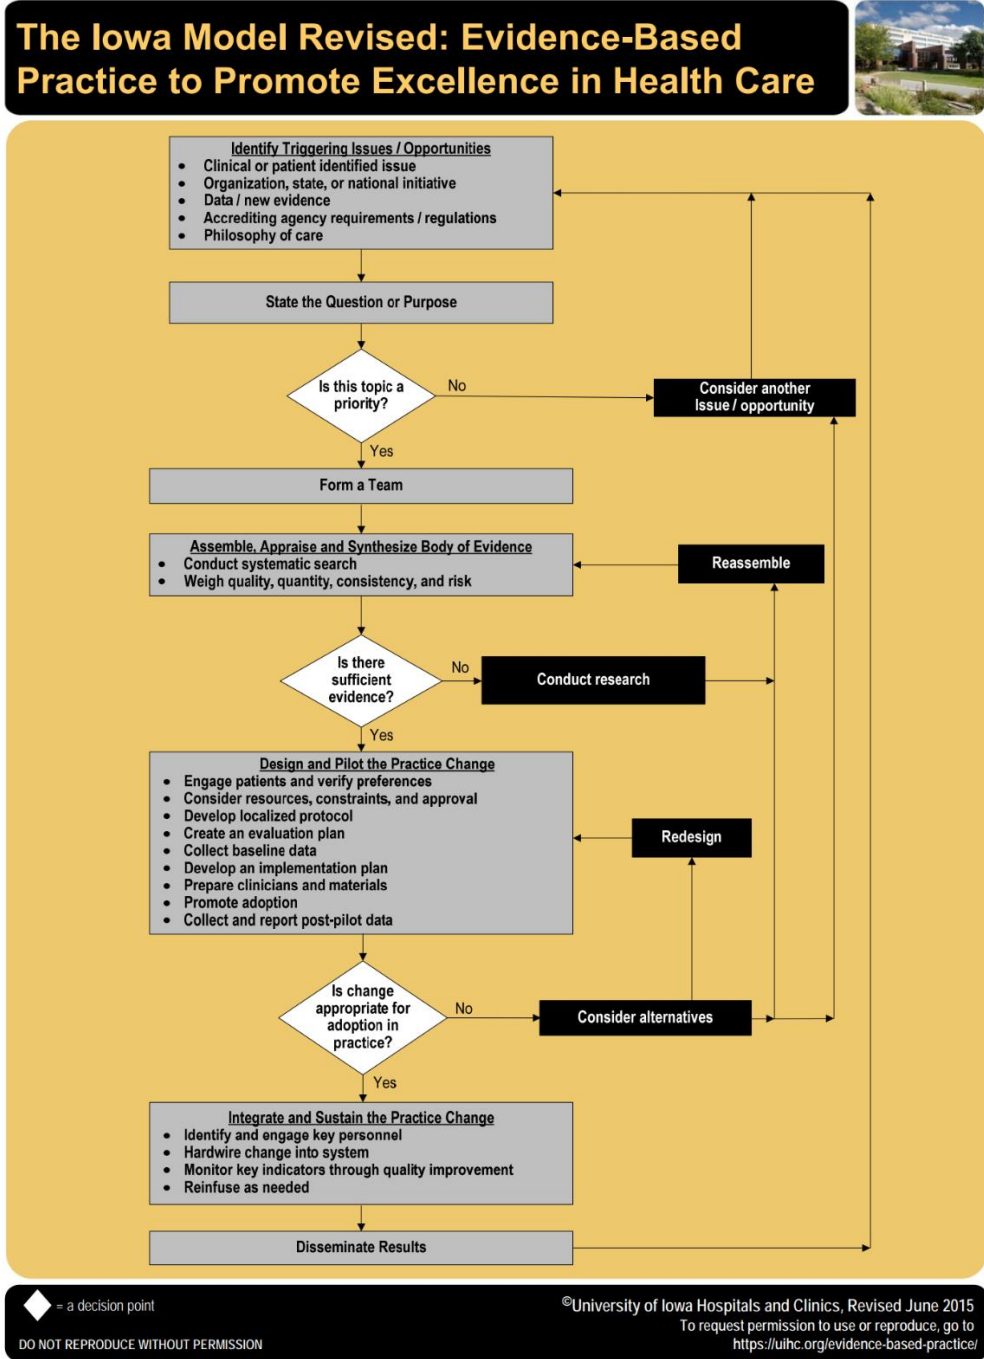 The Iowa Model Revised: Evidence-Based
Practice to Promote Excellence in Health Care
Identify Triggering Issues / Opportunities
• Clinical or patient identified issue
• Organization, state, or national initiative
• Data / new evidence
• Accrediting agency requirements / regulations
• Philosophy of care
State the Question or Purpose
Is this topic a
priority?
No
Consider another
Issue / opportunity
Yes
Form a Team
Assemble, Appraise and Synthesize Body of Evidence
• Conduct systematic search
• Weigh quality, quantity, consistency, and risk
Reassemble
Is there
sufficient
evidence?
No
Conduct research
Yes
Design and Pilot the Practice Change
• Engage patients and verify preferences
• Consider resources, constraints, and approval
• Develop localized protocol
• Create an evaluation plan
• Collect baseline data
• Develop an implementation plan
• Prepare clinicians and materials
• Promote adoption
• Collect and report post-pilot data
Redesign
Is change
appropriate for
adoption in
practice?
No
Consider alternatives
Yes
Integrate and Sustain the Practice Change
• Identify and engage key personnel
• Hardwire change into system
• Monitor key indicators through quality improvement
• Reinfuse as needed
Disseminate Results
= a decision point
DO NOT REPRODUCE WITHOUT PERMISSION
©University of Iowa Hospitals and Clinics, Revised June 2015
To request permission to use or reproduce, go to
https://uihc.org/evidence-based-practice/